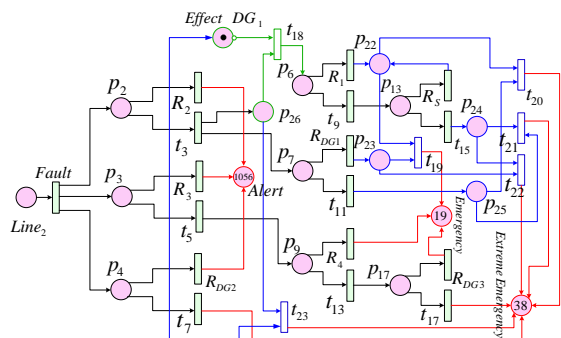 Effect DG1
t18
p22
p6
R1
p13
RS
t20
p2
R2
t9
p24
p26
t15
t21
t3
RDG1
p23
p7
t19
t22
Fault
p3
R3
1056
Alert
t11
p25
Line2
t5
19
Emergency
p9
R4
p4
RDG2
p17
RDG3
Extreme Emergency
t13
38
t7
t23
t17